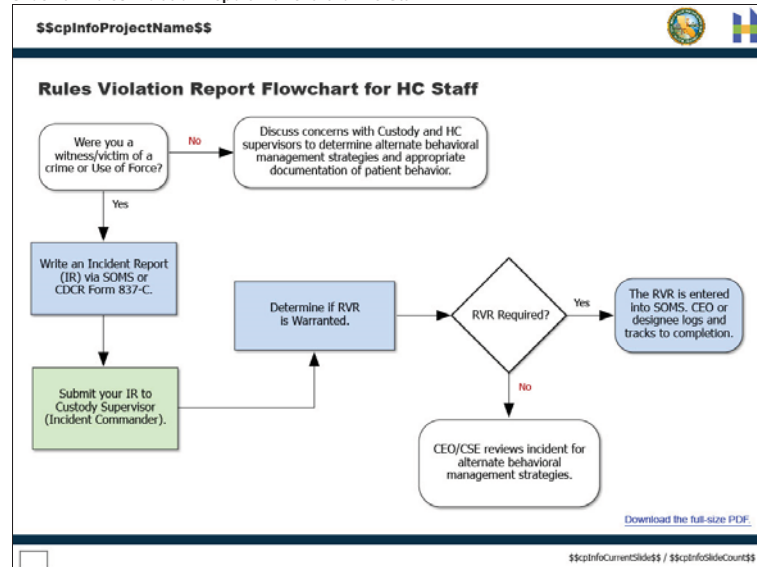 $$cpInfoProjectName$$
Rules Violation Report Flowchart for HC Staff
Were you a
witness/victim of a
crime or Use of Force?
No
Discuss concerns with Custody and HC
supervisors to determine alternate behavioral
management strategies and appropriate
documentation of patient behavior.
Yes
Write an Incident Report
(IR) via SOMS or
CDCR Form 837-C.
Submit your IR to
Custody Supervisor
(Incident Commander).
Determine if RVR
is Warranted.
RVR Required?
Yes
The RVR is entered
into SOMS. CEO or
designee logs and
tracks to completion.
No
CEO/CSE reviews incident for
alternate behavioral
management strategies.
Download the full-size PDF.
$$cpInfoCurrentSlide$$ / $$cpInfoSlideCount$$